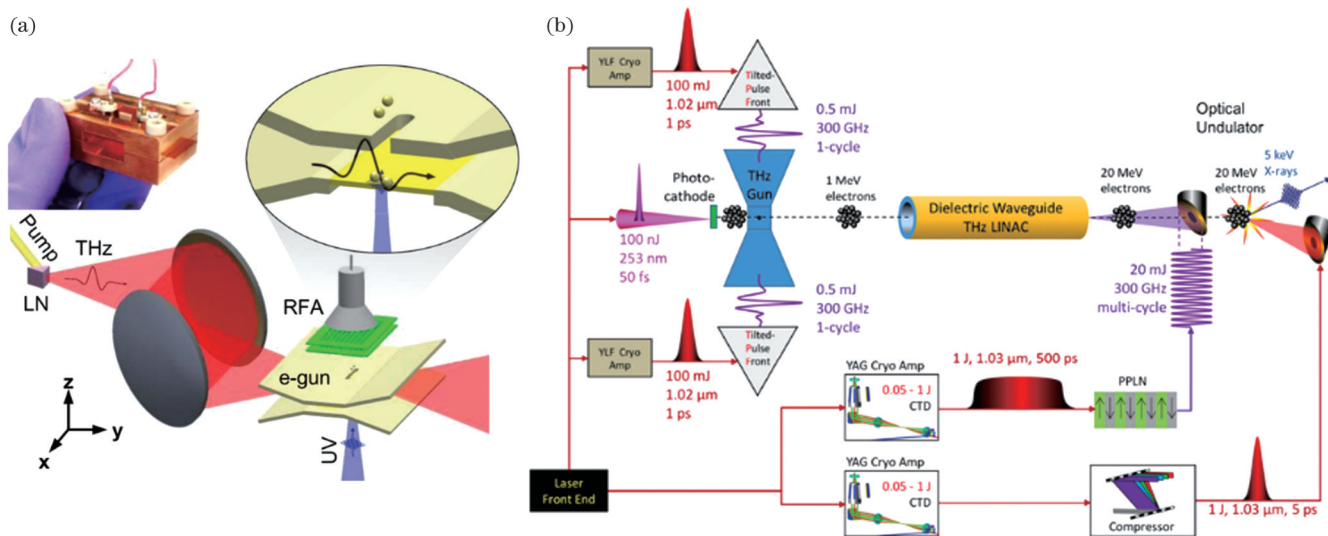 (a)
Pump
THz
LN
RFA
e-gun
UV
z
y
x
(b)
YLF Cryo
Amp
100 mJ
1.02 μm
1 ps
Tilted-
Pulse
Front
0.5 mJ
300 GHz
1-cycle
Photo-
cathode
THz
Gun
100 nJ
253 nm
50 fs
1 MeV
electrons
Dielectric Waveguide
THz LINAC
20 MeV
electrons
Optical
Undulator
20 MeV
electrons
5 keV
X-rays
0.5 mJ
300 GHz
1-cycle
20 mJ
300 GHz
multi-cycle
YLF Cryo
Amp
100 mJ
1.02 μm
1 ps
Tilted-
Pulse
Front
YAG Cryo Amp
0.05 - 1 J
CTD
1 J, 1.03 μm, 500 ps
PPLN
YAG Cryo Amp
0.05 - 1 J
CTD
Laser
Front End
Compressor
1 J, 1.03 μm, 5 ps